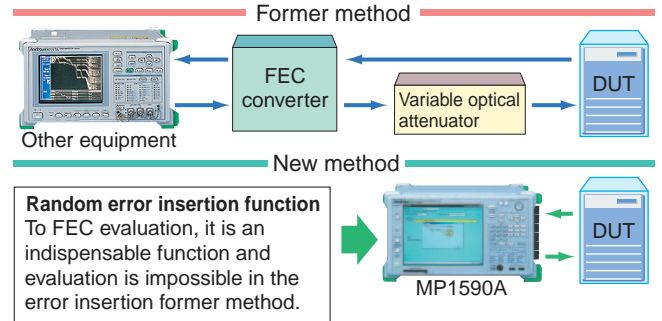 Former method
FEC
converter
Variable optical
attenuator
DUT
Other equipment
New method
Random error insertion function
To FEC evaluation, it is an
indispensable function and
evaluation is impossible in the
error insertion former method.
MP1590A
DUT